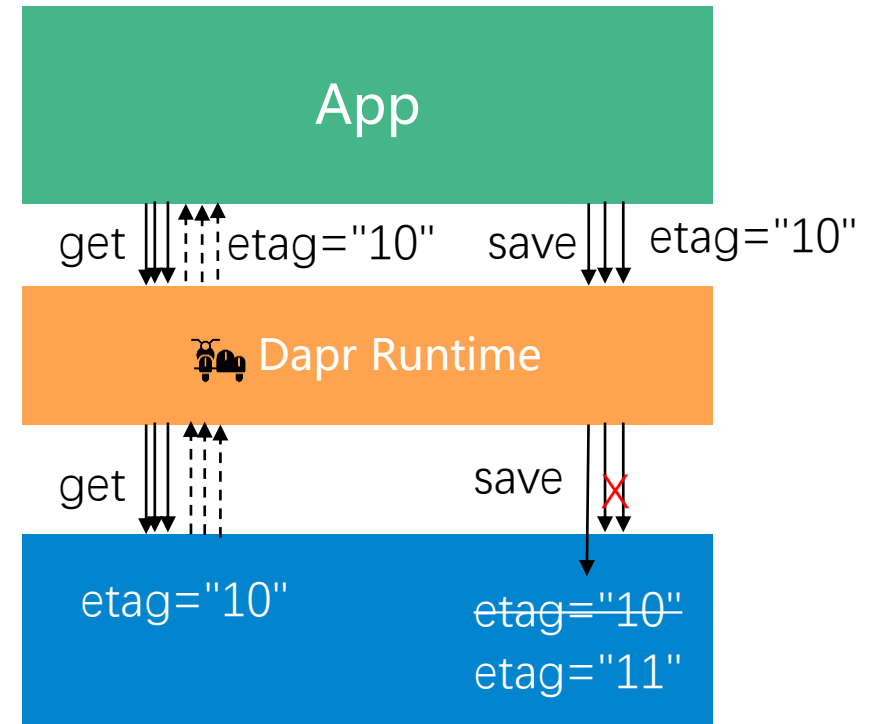 App
get
etag="10"
save
etag="10"
Dapr Runtime
get
save
X
etag="10"
etag="10"
etag="11"